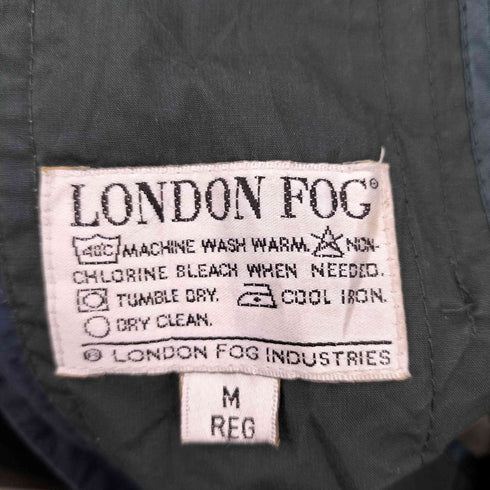 LONDON FOG®
40C MACHINE WASH WARM. NON-
CHLORINE BLEACH WHEN NEEDED.
TUMBLE DRY. COOL IRON.
DRY CLEAN.
© LONDON FOG INDUSTRIES
M
REG